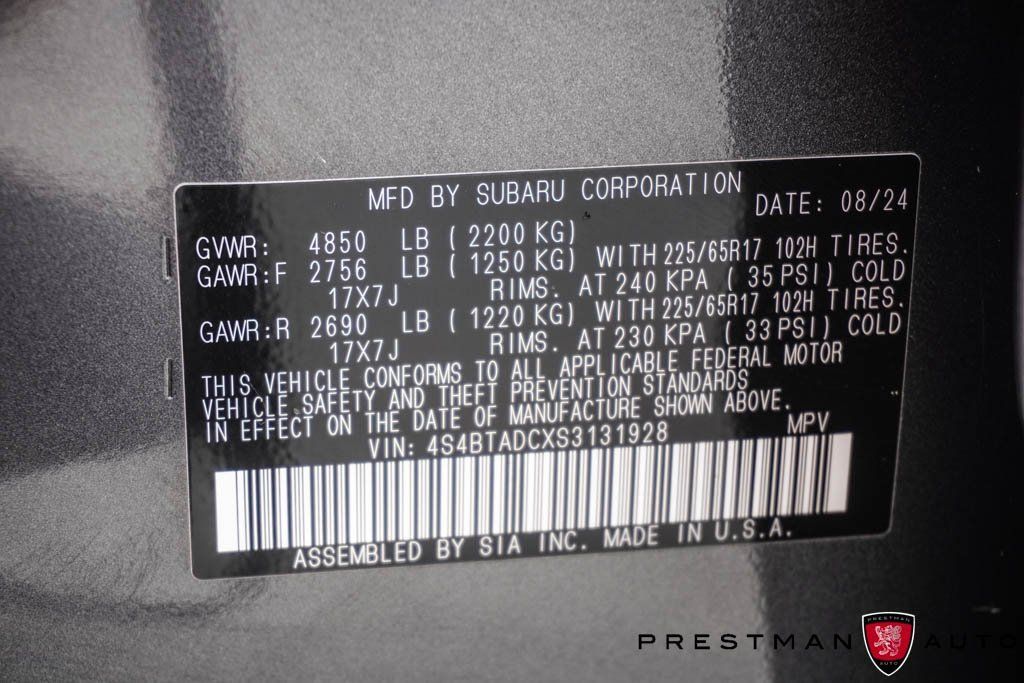 MFD BY SUBARU CORPORATION DATE: 08/24
GVWR: 4850 LB ( 2200 KG)
GAWR:F 2756 LB ( 1250 KG) WITH 225/65R17 102H TIRES.
17X7J RIMS. AT 240 KPA ( 35 PSI) COLD
GAWR:R 2690 LB ( 1220 KG) WITH 225/65R17 102H TIRES.
17X7J RIMS. AT 230 KPA ( 33 PSI) COLD
THIS VEHICLE CONFORMS TO ALL APPLICABLE FEDERAL MOTOR
VEHICLE SAFETY AND THEFT PREVENTION STANDARDS
IN EFFECT ON THE DATE OF MANUFACTURE SHOWN ABOVE.
VIN: 4S4BTADCXS3131928 MPV
ASSEMBLED BY SIA INC. MADE IN U.S.A.
PRESTMAN AUTO
PRESTMAN
AUTO